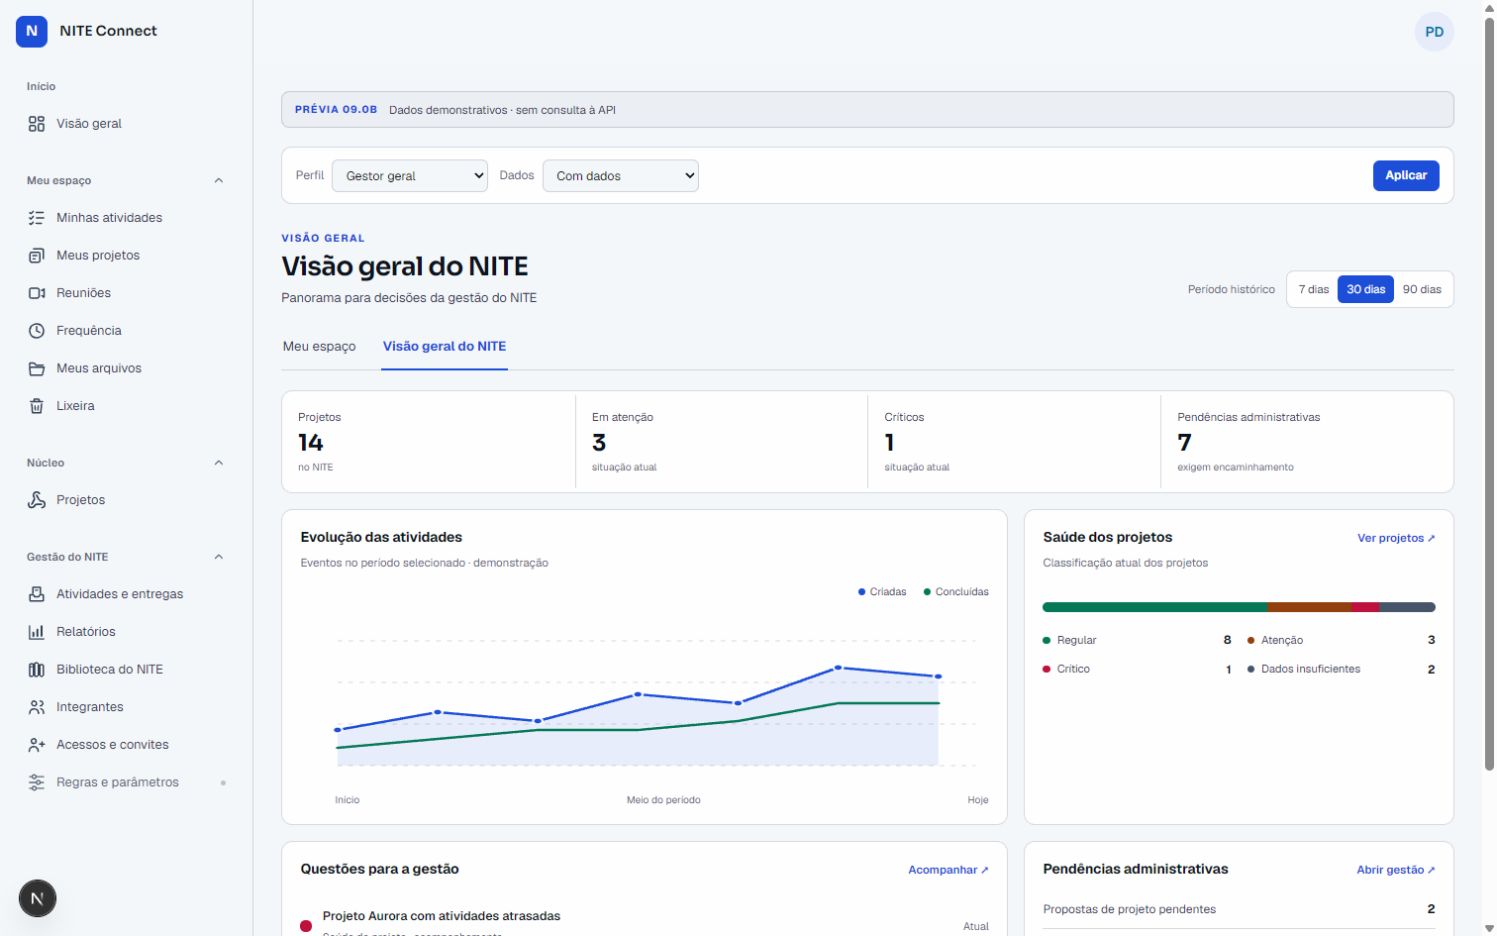 N NITE Connect
PD
Início
Visão geral
Meu espaço
Minhas atividades
Meus projetos
Reuniões
Frequência
Meus arquivos
Lixeira
Núcleo
Projetos
Gestão do NITE
Atividades e entregas
Relatórios
Biblioteca do NITE
Integrantes
Acessos e convites
Regras e parâmetros
N
PRÉVIA 09.0B Dados demonstrativos · sem consulta à API
Perfil Gestor geral Dados Com dados Aplicar
VISÃO GERAL
Visão geral do NITE
Panorama para decisões da gestão do NITE
Período histórico 7 dias 30 dias 90 dias
Meu espaço Visão geral do NITE
Projetos
14
no NITE
Em atenção
3
situação atual
Críticos
1
situação atual
Pendências administrativas
7
exigem encaminhamento
Evolução das atividades
Eventos no período selecionado · demonstração
Criadas Concluídas
Início Meio do período Hoje
Saúde dos projetos Ver projetos ↗
Classificação atual dos projetos
Regular 8 Atenção 3
Crítico 1 Dados insuficientes 2
Questões para a gestão Acompanhar ↗
Projeto Aurora com atividades atrasadas
Atual
Pendências administrativas Abrir gestão ↗
Propostas de projeto pendentes 2